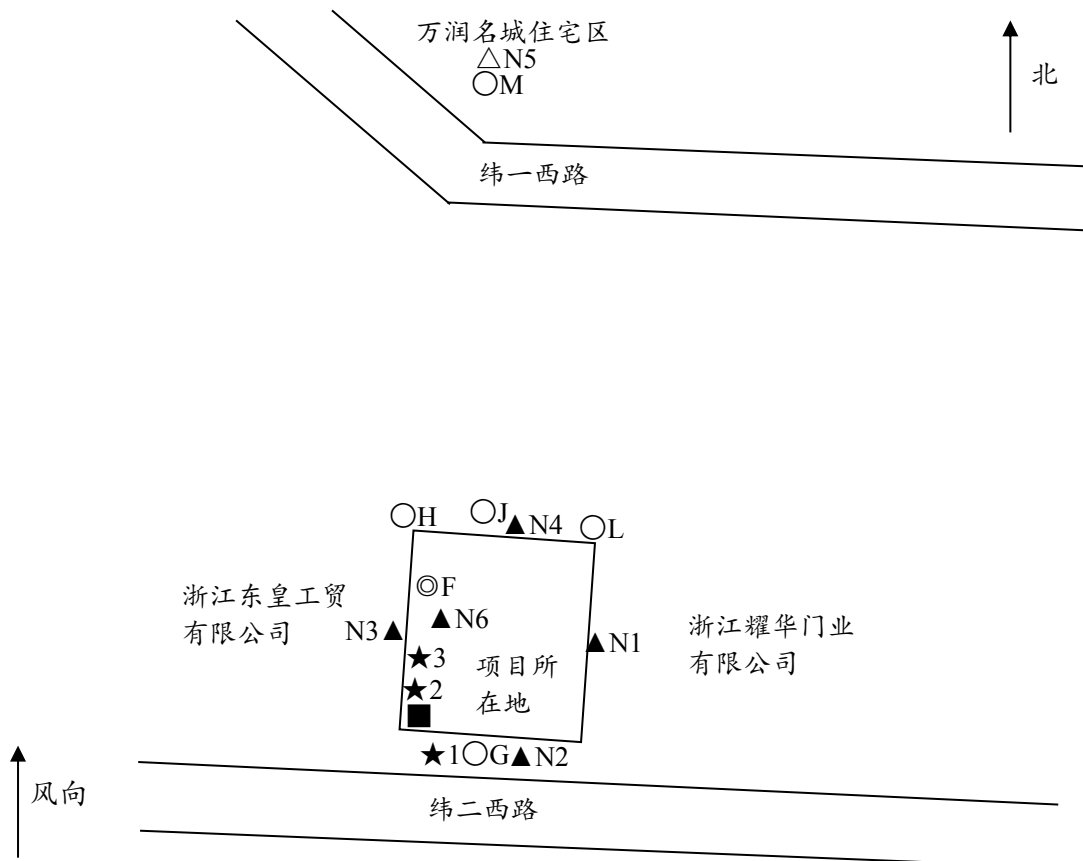 万润名城住宅区
△N5
○M
北
纬一西路
○H
○J
▲N4
○L
◎F
浙江东皇工贸
有限公司
N3▲
▲N6
▲N1
浙江耀华门业
有限公司
★3
项目所
在地
★2
■
★1○G▲N2
风向
纬二西路